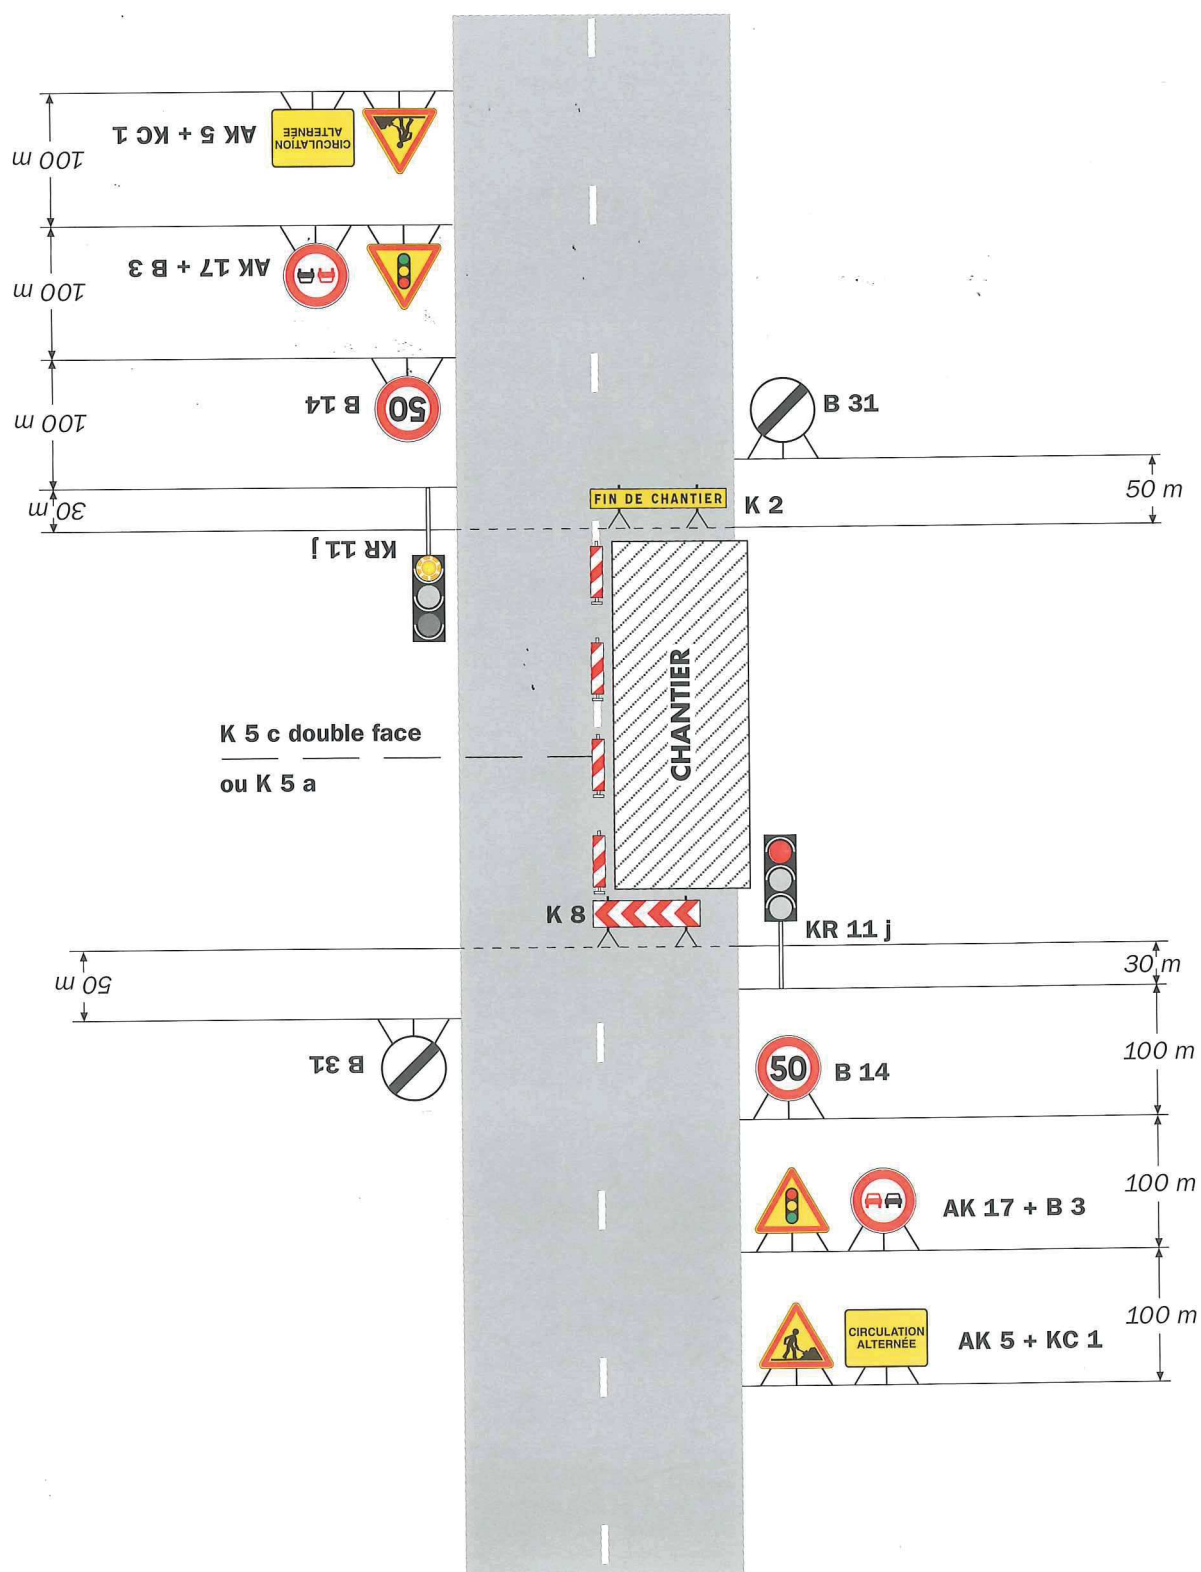 AK 5 + KC 1
CIRCULATION
ALTERNÉE
100 m
AK 17 + B 3
100 m
B 14
50
100 m
B 31
50 m
30 m
FIN DE CHANTIER
K 2
KR 11 j
CHANTIER
K 5 c double face
ou K 5 a
K 8
KR 11 j
30 m
50 m
B 31
50
B 14
100 m
AK 17 + B 3
100 m
CIRCULATION
ALTERNÉE
AK 5 + KC 1
100 m